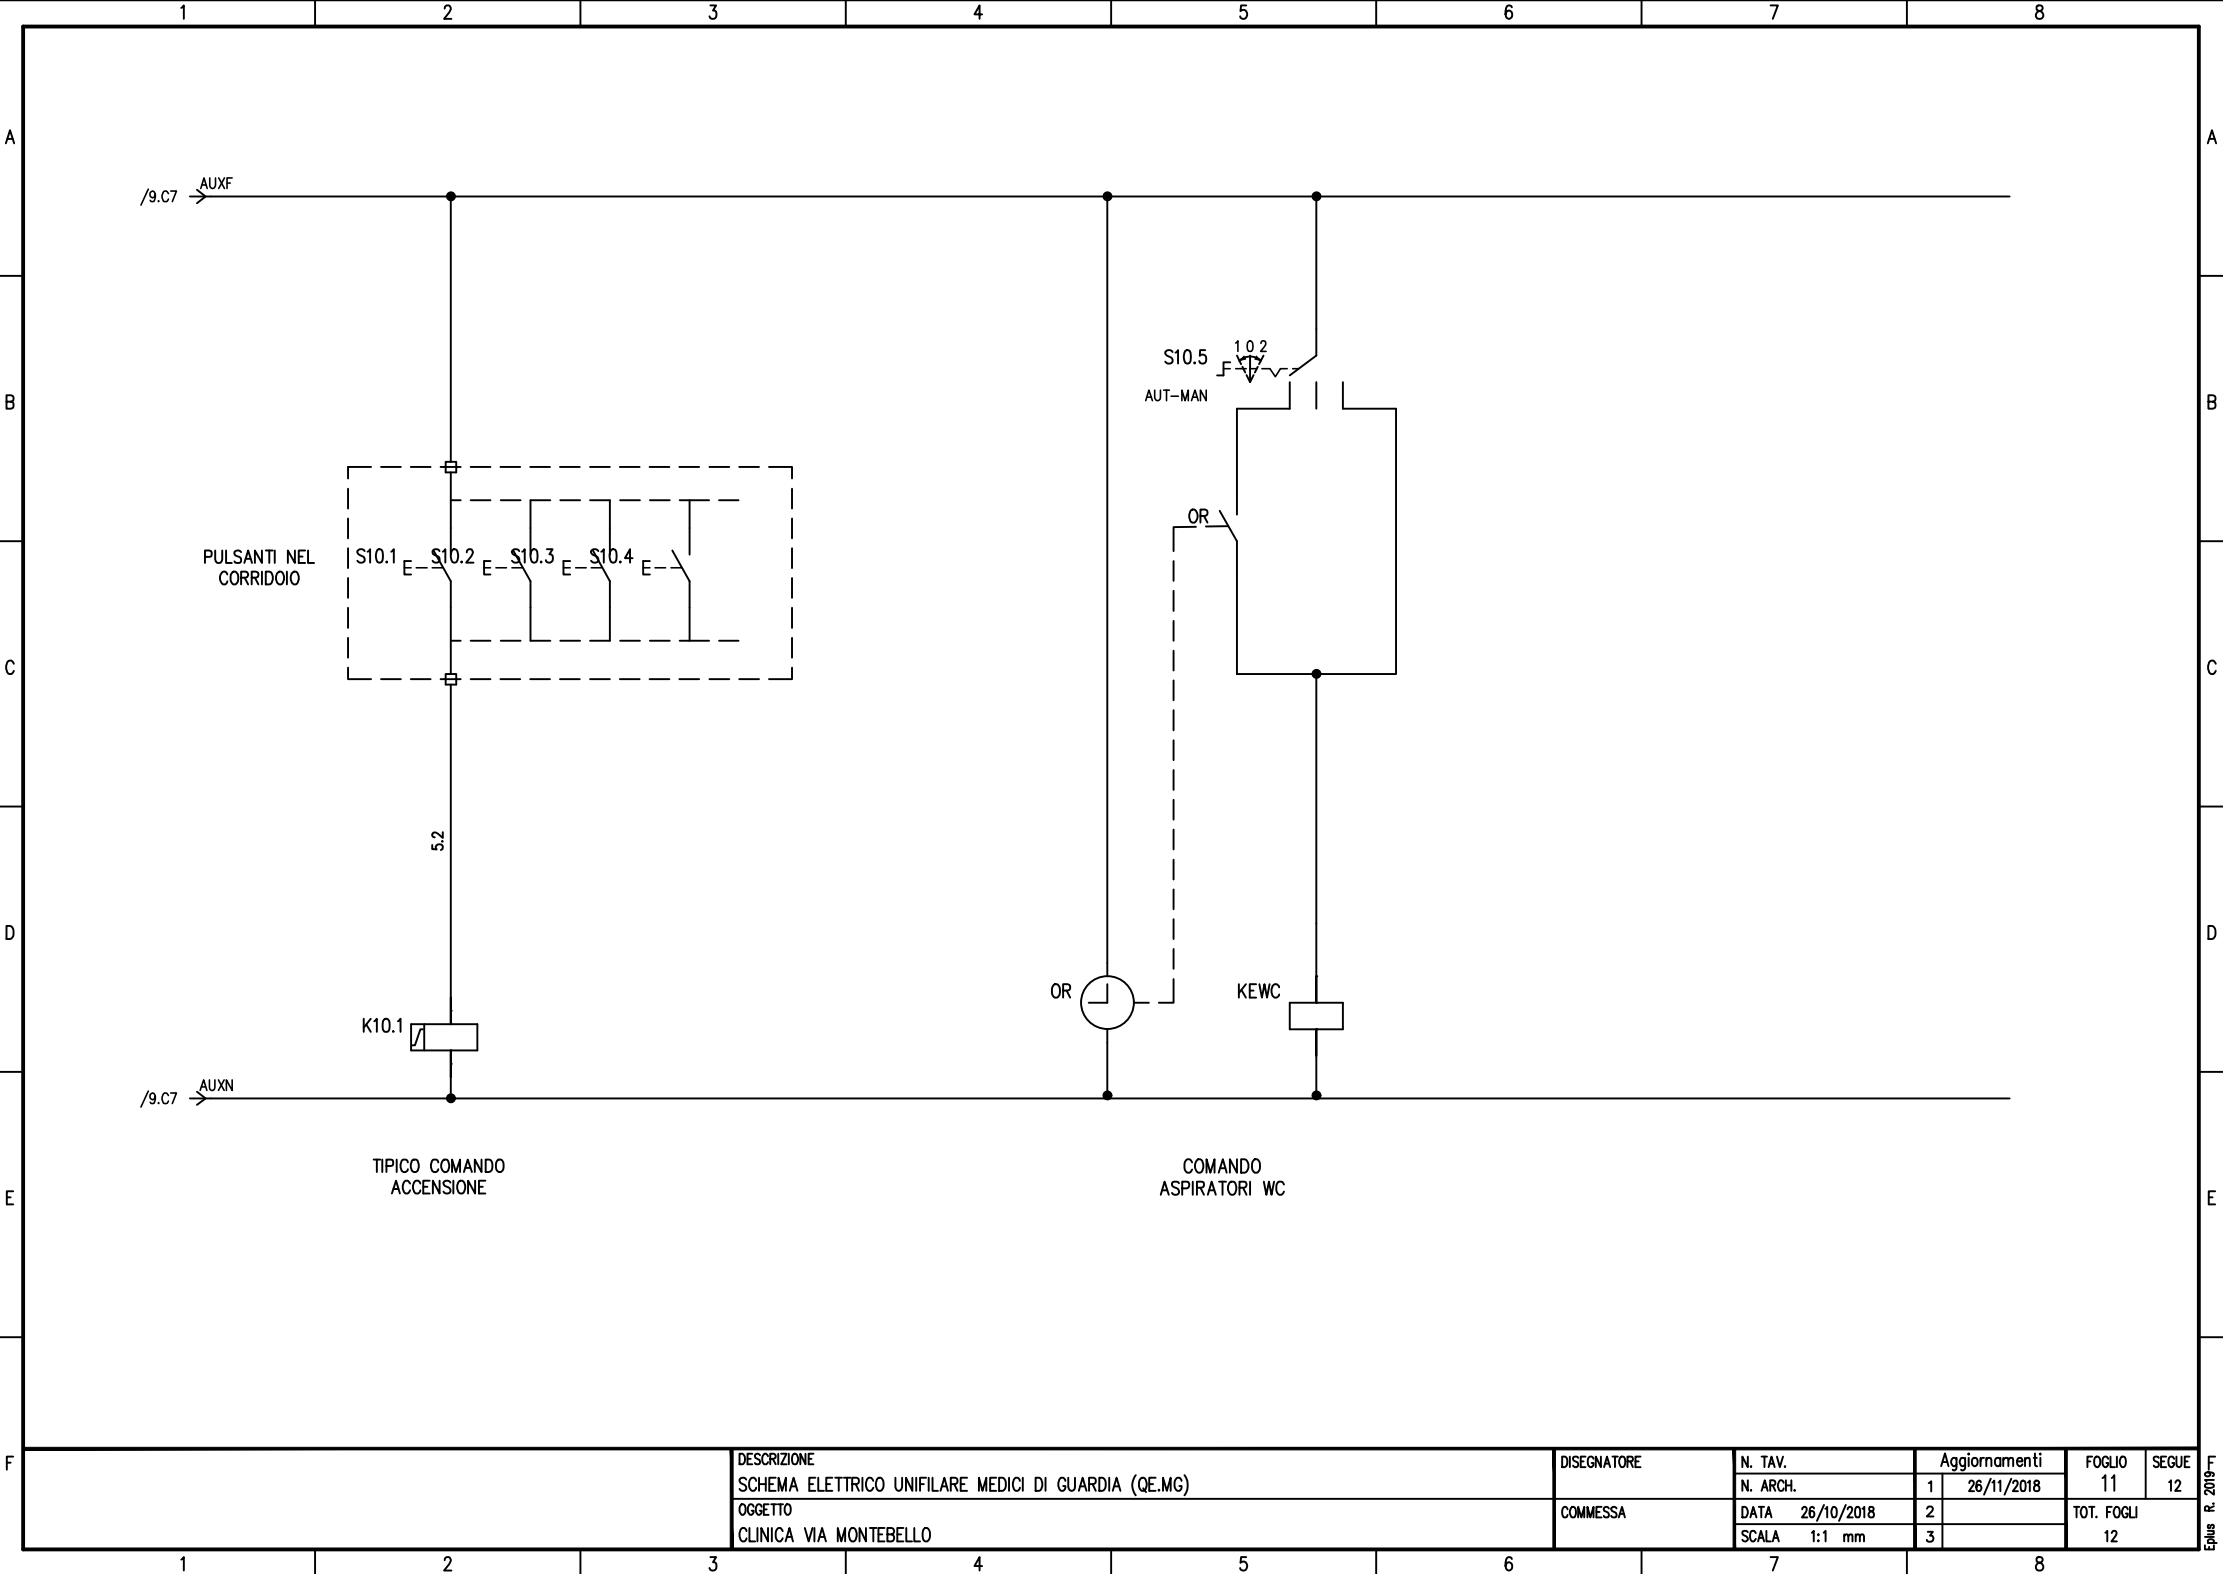 1 2 3 4 5 6 7 8
A A
/9.C7 AUXF
S10.5 1 0 2
AUT-MAN
B B
OR
PULSANTI NEL
CORRIDOIO
S10.1 S10.2 S10.3 S10.4
C C
5.2
D D
OR KEWC
K10.1
/9.C7 AUXN
TIPICO COMANDO
ACCENSIONE
COMANDO
ASPIRATORI WC
E E
F F
DESCRIZIONE
SCHEMA ELETTRICO UNIFILARE MEDICI DI GUARDIA (QE.MG)
OGGETTO
CLINICA VIA MONTEBELLO
DISEGNATORE
COMMESSA
N. TAV.
N. ARCH.
DATA 26/10/2018
SCALA 1:1 mm
Aggiornamenti
1 26/11/2018
2
3
FOGLIO
11
SEGUE
12
TOT. FOGLI
12
Eplus R. 2019
1 2 3 4 5 6 7 8